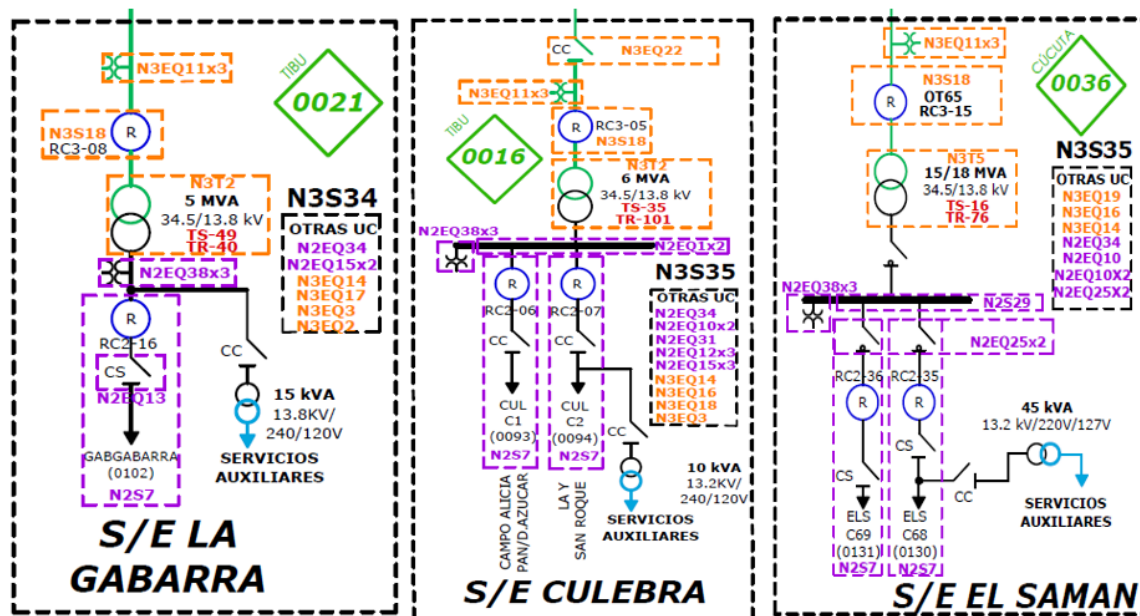 N3EQ11x3
TIBU
0021
N3S18
RC3-08
R
N3T2
5 MVA
34.5/13.8 kV
TS-49
TR-40
N3S34
OTRAS UC
N2EQ34
N2EQ15x2
N3EQ14
N3EQ17
N3EQ3
N3EQ2
N2EQ38x3
R
RC2-16
CS
N2EQ13
CC
15 kVA
13.8KV/
240/120V
SERVICIOS
AUXILIARES
GABGABARRA
(0102)
N2S7
S/E LA
GABARRA
CC
N3EQ22
N3EQ11x3
TIBU
0016
R
RC3-05
N3S18
N3T2
6 MVA
34.5/13.8 kV
TS-35
TR-101
N2EQ38x3
N2EQ1x2
N3S35
OTRAS UC
N2EQ34
N2EQ10x2
N2EQ31
N2EQ12x3
N2EQ15x3
N3EQ14
N3EQ16
N3EQ18
N3EQ3
R
R
RC2-06
RC2-07
CC
CC
CUL
C1
(0093)
N2S7
CUL
C2
(0094)
N2S7
CC
10 kVA
13.2KV/
240/120V
SERVICIOS
AUXILIARES
CAMPO ALICIA
PAN/D.AZUCAR
LA Y
SAN ROQUE
S/E CULEBRA
N3EQ11x3
CÚCUTA
0036
N3S18
R
OT65
RC3-15
N3T5
15/18 MVA
34.5/13.8 kV
TS-16
TR-76
N3S35
OTRAS UC
N3EQ19
N3EQ16
N3EQ14
N2EQ34
N2EQ10
N2EQ10X2
N2EQ25X2
N2EQ38x3
N2S29
N2EQ25x2
RC2-36
RC2-35
R
R
CS
CS
CC
45 kVA
13.2 kV/220V/127V
SERVICIOS
AUXILIARES
ELS
C69
(0131)
N2S7
ELS
C68
(0130)
N2S7
S/E EL SAMAN